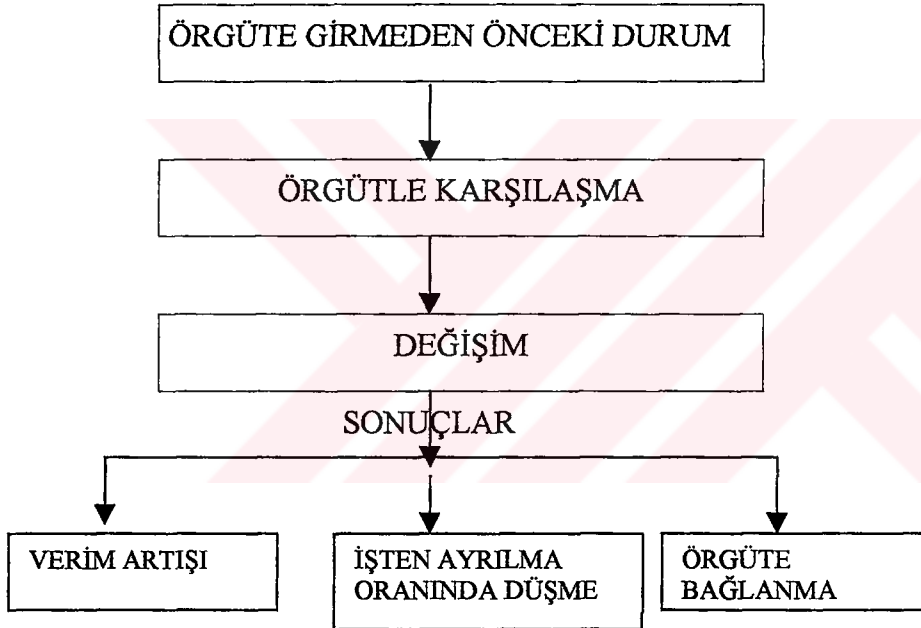 ÖRGÜTE GİRMEDEN ÖNCEKİ DURUM
ÖRGÜTLE KARŞILAŞMA
DEĞİŞİM
SONUÇLAR
VERİM ARTIŞI
İŞTEN AYRILMA
ORANINDA DÜŞME
ÖRGÜTE
BAĞLANMA